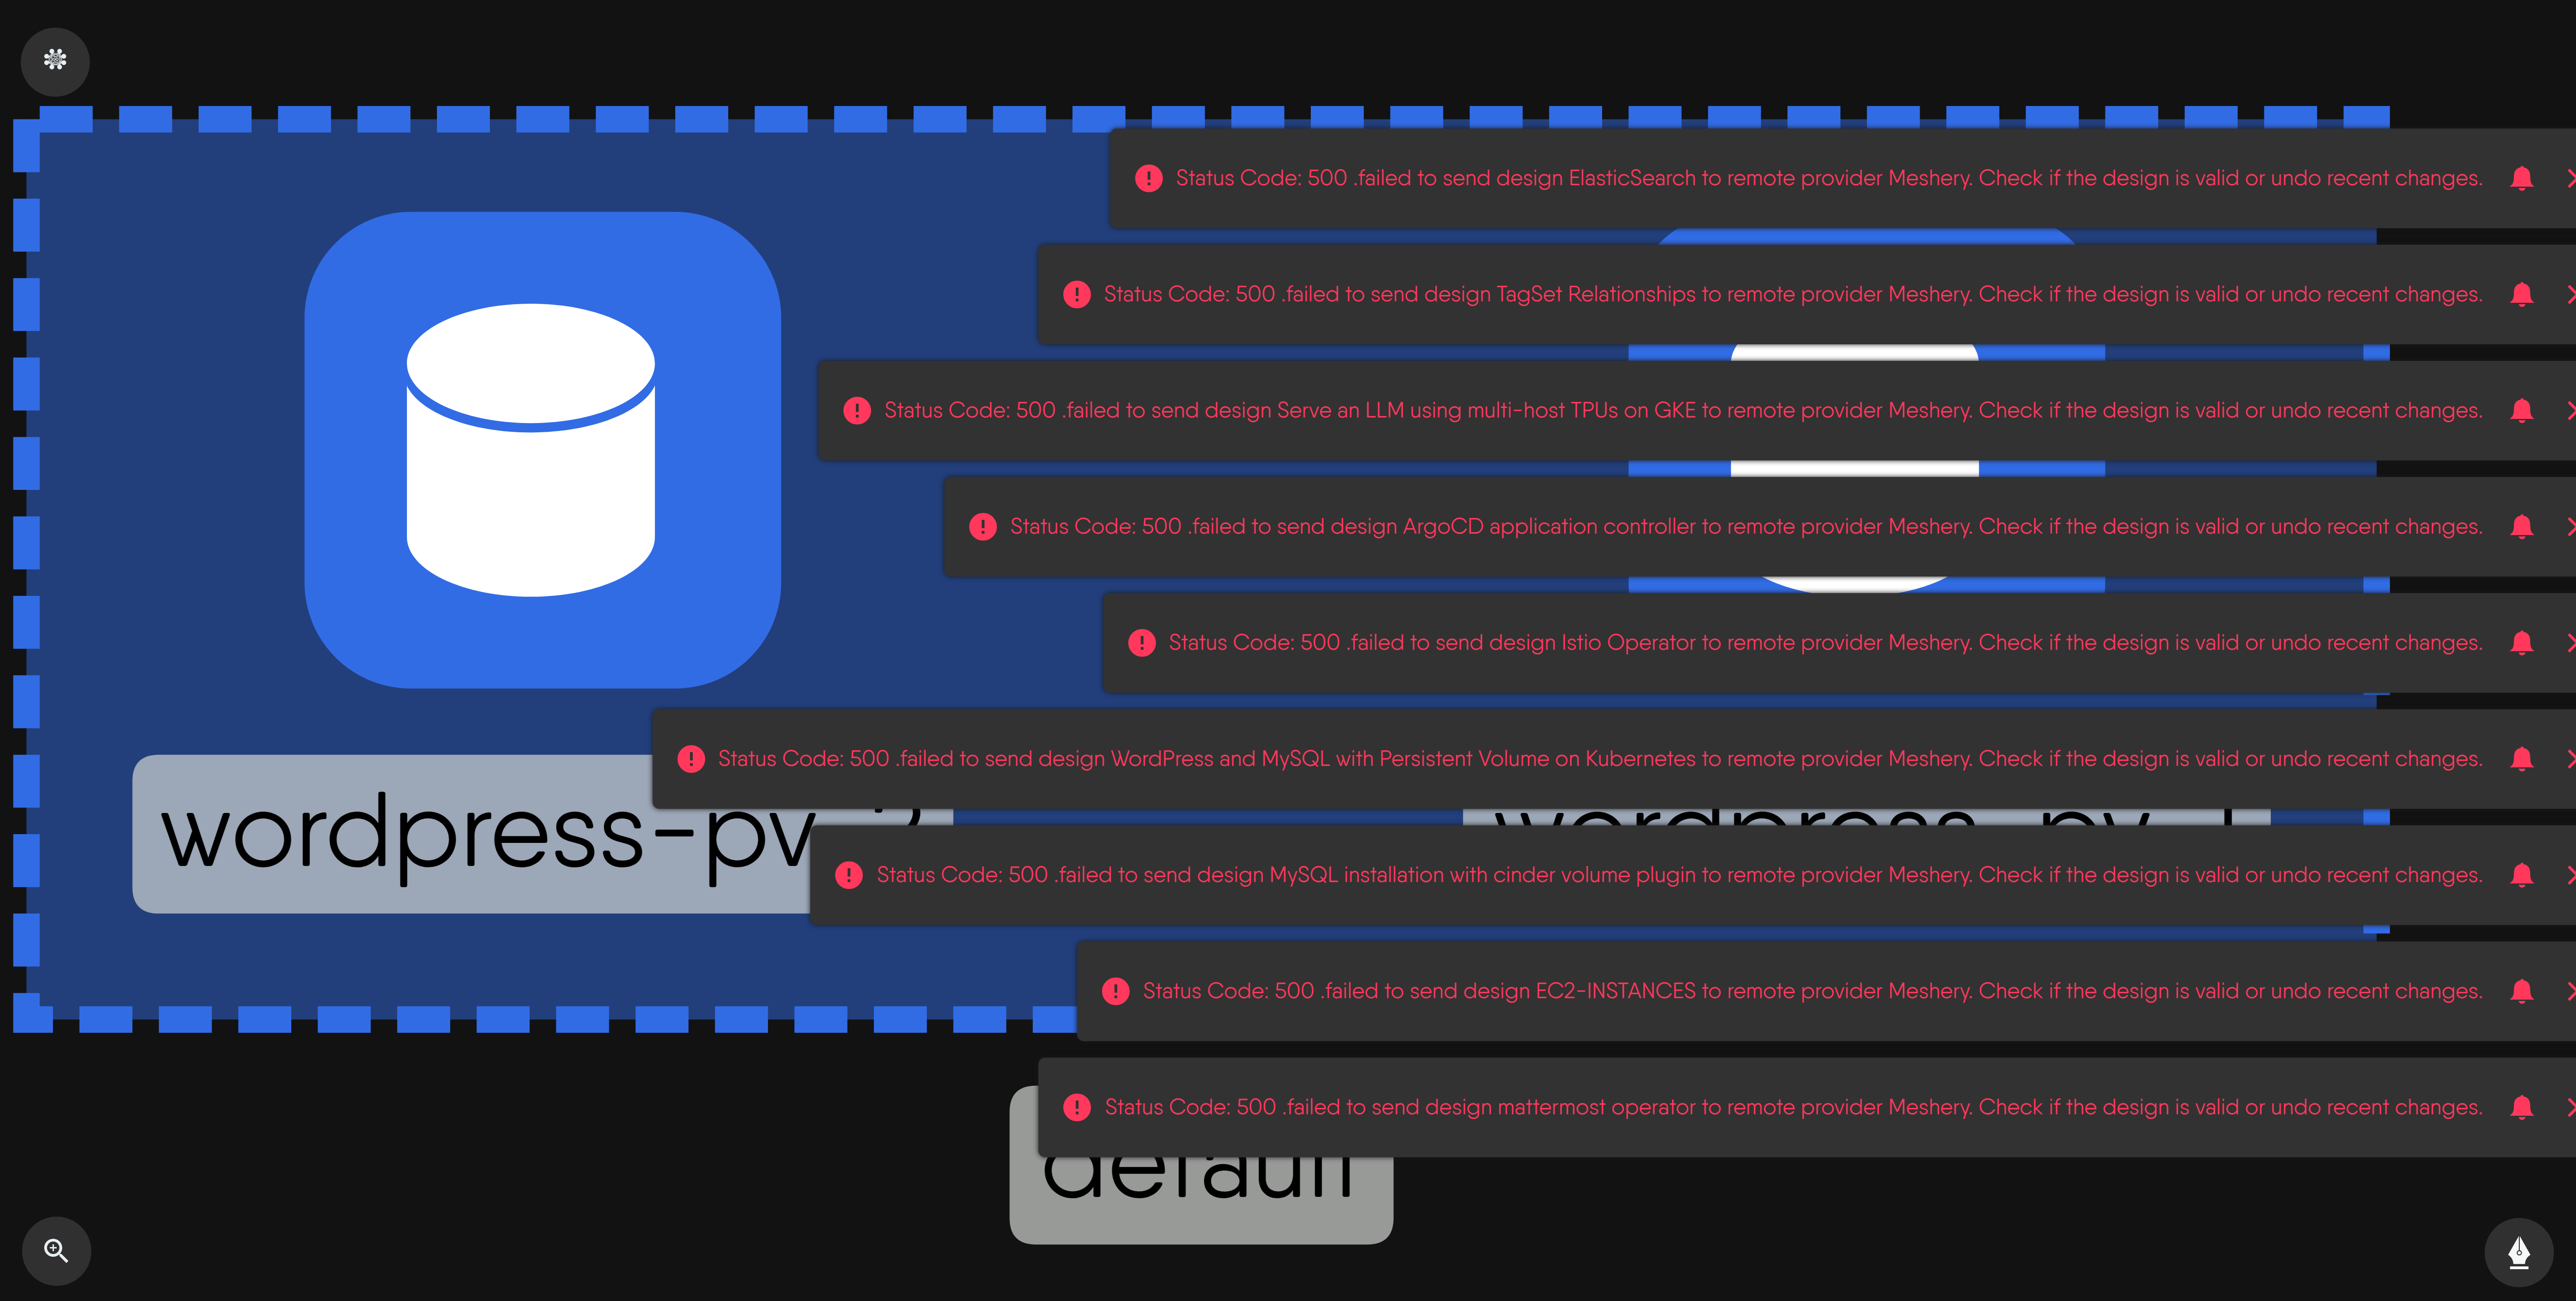 Status Code: 500 .failed to send design ElasticSearch to remote provider Meshery. Check if the design is valid or undo recent changes.
Status Code: 500 .failed to send design TagSet Relationships to remote provider Meshery. Check if the design is valid or undo recent changes.
Status Code: 500 .failed to send design Serve an LLM using multi-host TPUs on GKE to remote provider Meshery. Check if the design is valid or undo recent changes.
Status Code: 500 .failed to send design ArgoCD application controller to remote provider Meshery. Check if the design is valid or undo recent changes.
Status Code: 500 .failed to send design Istio Operator to remote provider Meshery. Check if the design is valid or undo recent changes.
Status Code: 500 .failed to send design WordPress and MySQL with Persistent Volume on Kubernetes to remote provider Meshery. Check if the design is valid or undo recent changes.
wordpress-pv
Status Code: 500 .failed to send design MySQL installation with cinder volume plugin to remote provider Meshery. Check if the design is valid or undo recent changes.
Status Code: 500 .failed to send design EC2-INSTANCES to remote provider Meshery. Check if the design is valid or undo recent changes.
Status Code: 500 .failed to send design mattermost operator to remote provider Meshery. Check if the design is valid or undo recent changes.
default